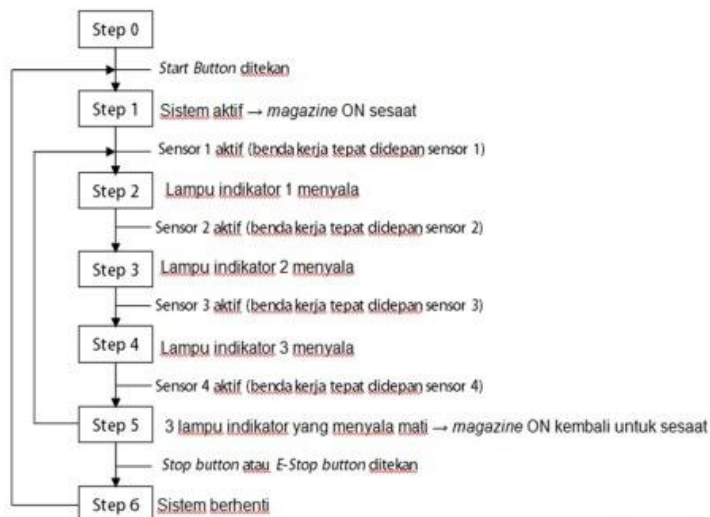 Step 0
Start Button ditekan
Step 1 Sistem aktif → magazine ON sesaat
Sensor 1 aktif (benda kerja tepat didepan sensor 1)
Step 2 Lampu indikator 1 menyala
Sensor 2 aktif (benda kerja tepat didepan sensor 2)
Step 3 Lampu indikator 2 menyala
Sensor 3 aktif (benda kerja tepat didepan sensor 3)
Step 4 Lampu indikator 3 menyala
Sensor 4 aktif (benda kerja tepat didepan sensor 4)
Step 5 3 lampu indikator yang menyala mati → magazine ON kembali untuk sesaat
Stop button atau E-Stop button ditekan
Step 6 Sistem berhenti